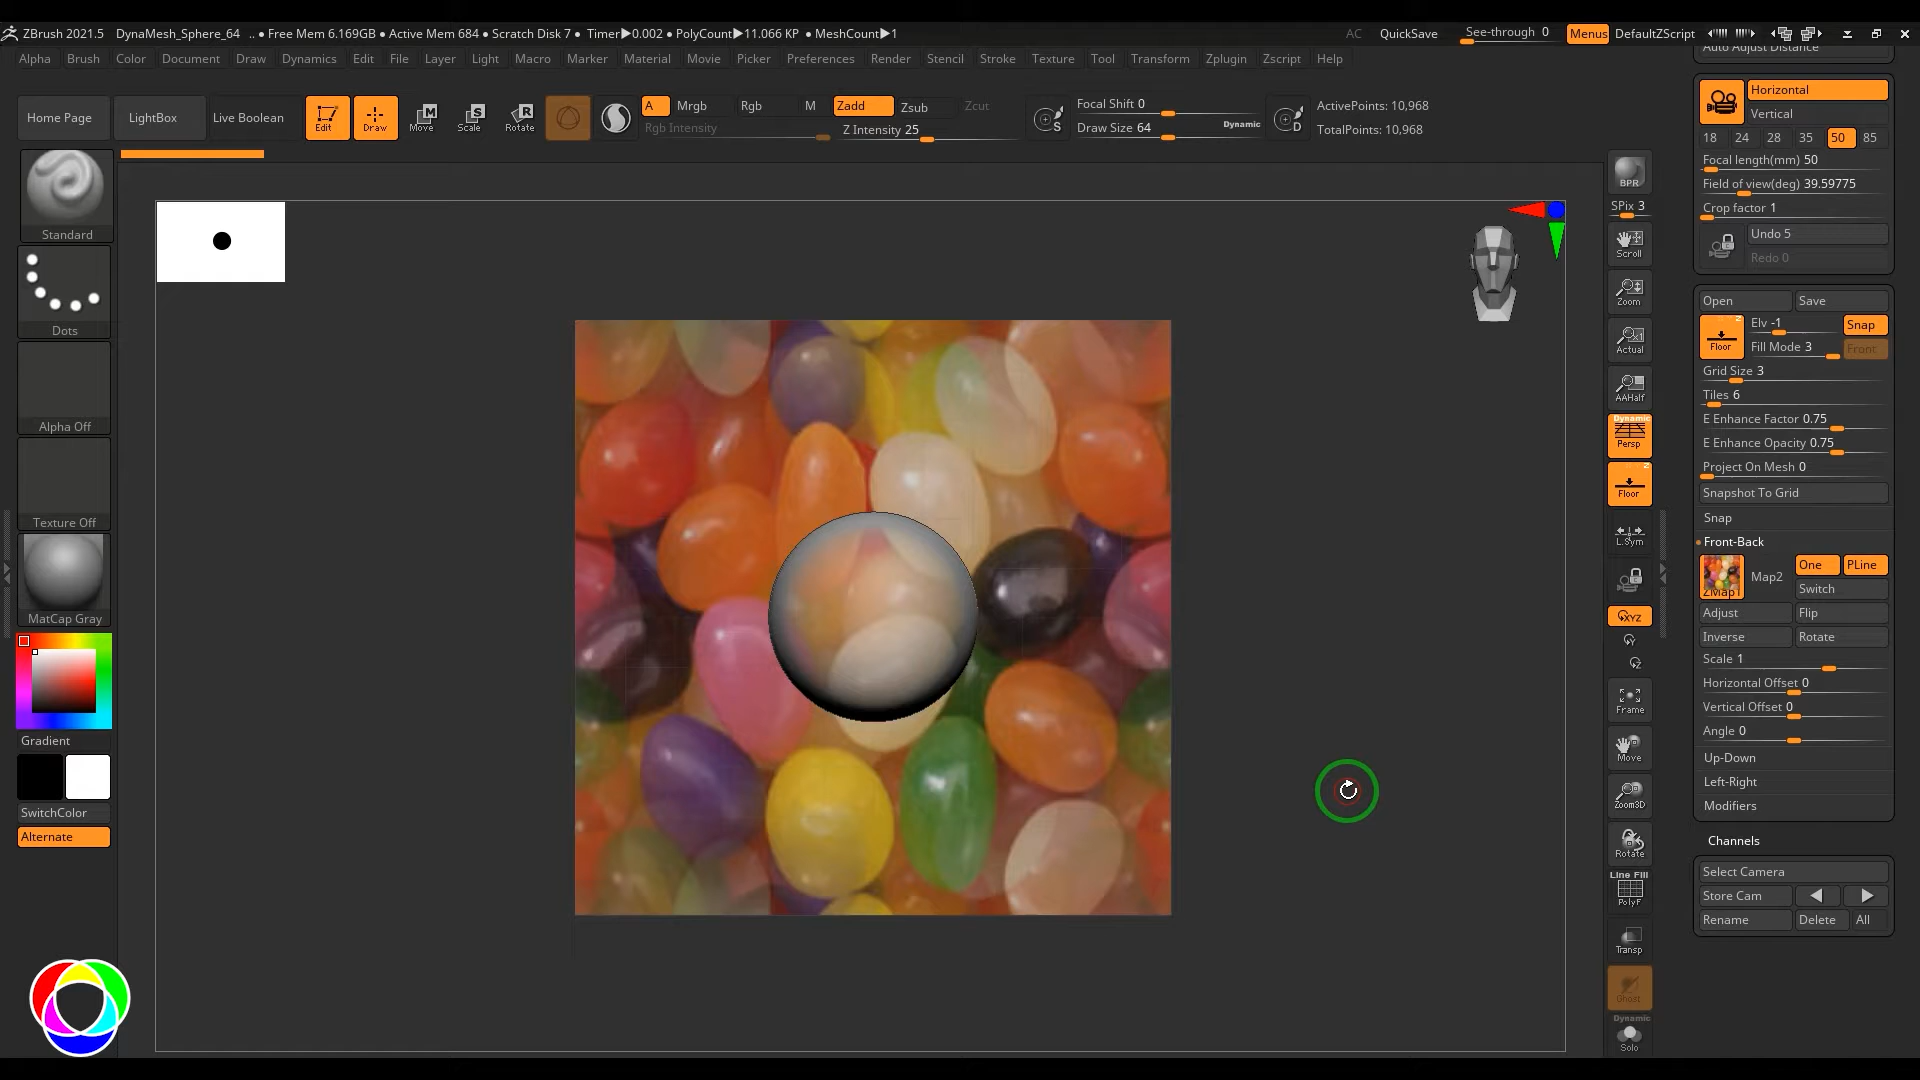 ZBrush 2021.5 DynaMesh_Sphere_64 .. ● Free Mem 6.169GB ● Active Mem 684 ● Scratch Disk 7 ● Timer▶0.002 ● PolyCount▶11.066 KP ● MeshCount▶1 AC QuickSave See-through 0 Menus DefaultZScript
Alpha Brush Color Document Draw Dynamics Edit File Layer Light Macro Marker Material Movie Picker Preferences Render Stencil Stroke Texture Tool Transform Zplugin Zscript Help
Auto Adjust Distance
Home Page LightBox Live Boolean Edit Draw Move Scale Rotate
A Mrgb Rgb M Zadd Zsub Zcut
Rgb Intensity Z Intensity 25
S Focal Shift 0
Draw Size 64 Dynamic
D ActivePoints: 10,968
TotalPoints: 10,968
Standard
Dots
Alpha Off
Texture Off
MatCap Gray
Gradient
SwitchColor
Alternate
BPR
SPix 3
Scroll
Zoom
Actual
AAHalf
Dynamic
Persp
Floor
L.Sym
XYZ
Y
Z
Frame
Move
Zoom3D
Rotate
Line Fill
PolyF
Transp
Ghost
Dynamic
Solo
Horizontal
Vertical
18 24 28 35 50 85
Focal length(mm) 50
Field of view(deg) 39.59775
Crop factor 1
Undo 5
Redo 0
Open Save
Floor Elv -1 Snap
Fill Mode 3 Front
Grid Size 3
Tiles 6
E Enhance Factor 0.75
E Enhance Opacity 0.75
Project On Mesh 0
Snapshot To Grid
Snap
Front-Back
ZMap1 Map2 One PLine
Switch
Adjust Flip
Inverse Rotate
Scale 1
Horizontal Offset 0
Vertical Offset 0
Angle 0
Up-Down
Left-Right
Modifiers
Channels
Select Camera
Store Cam
Rename Delete All